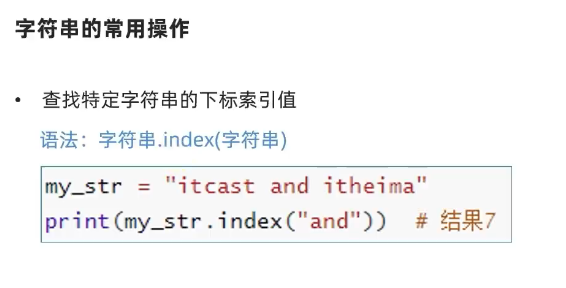 字符串的常用操作
• 查找特定字符串的下标索引值
语法：字符串.index(字符串)
my_str = "itcast and itheima"
print(my_str.index("and"))  # 结果7